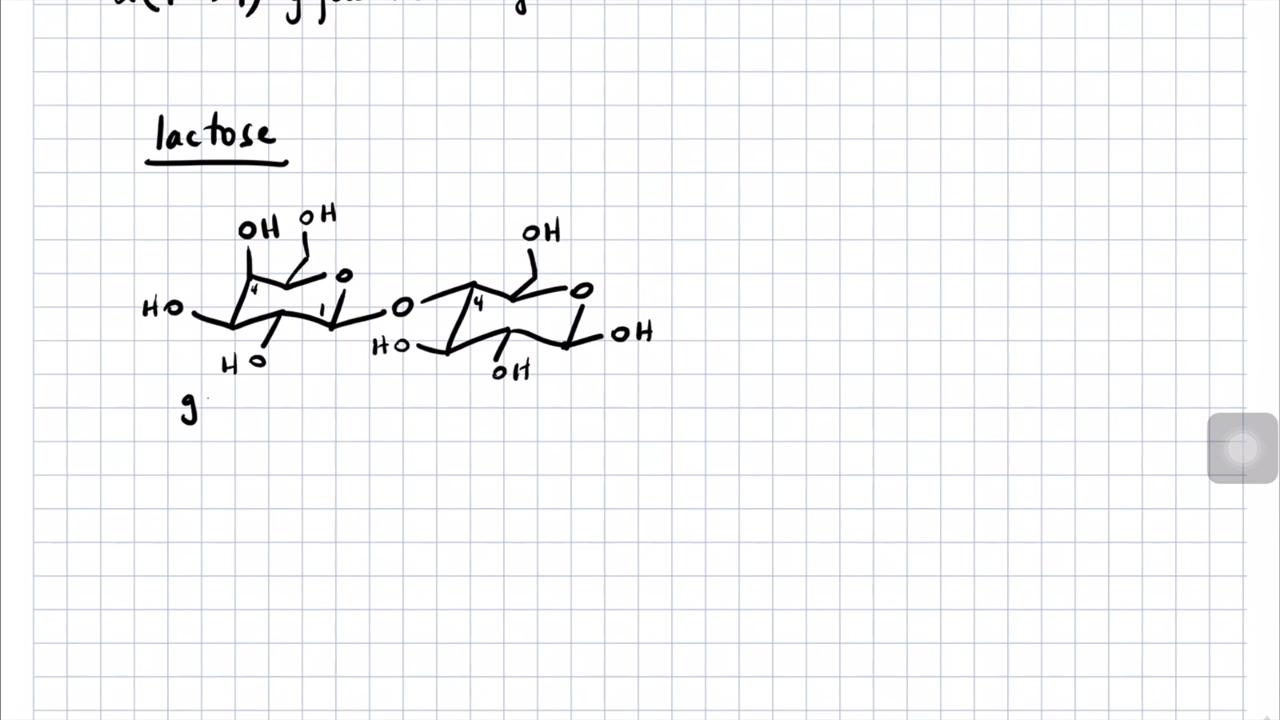 lactose
OH OH
OH
4 O
HO 1 O 4 O
HO OH
HO OH
g